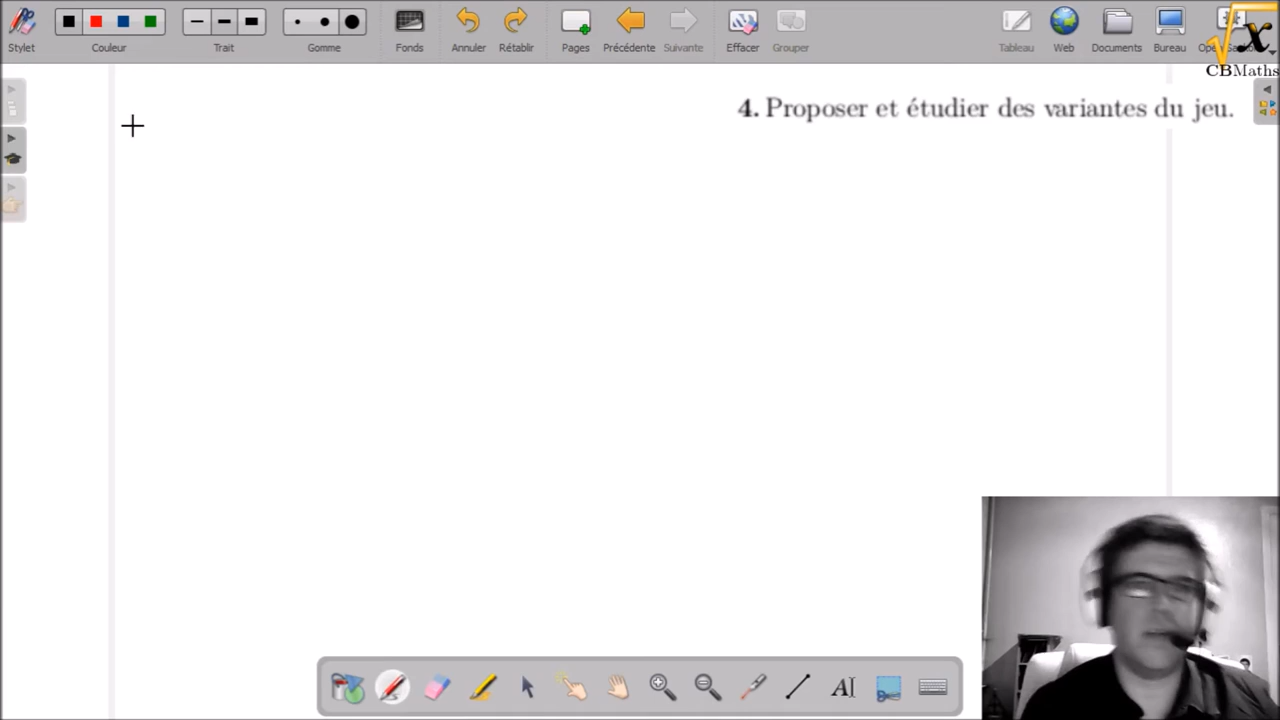 Stylet
Couleur
Trait
Gomme
Fonds
Annuler
Rétablir
Pages
Précédente
Suivante
Effacer
Grouper
Tableau
Web
Documents
Bureau
x
CBMaths
4. Proposer et étudier des variantes du jeu.
AI